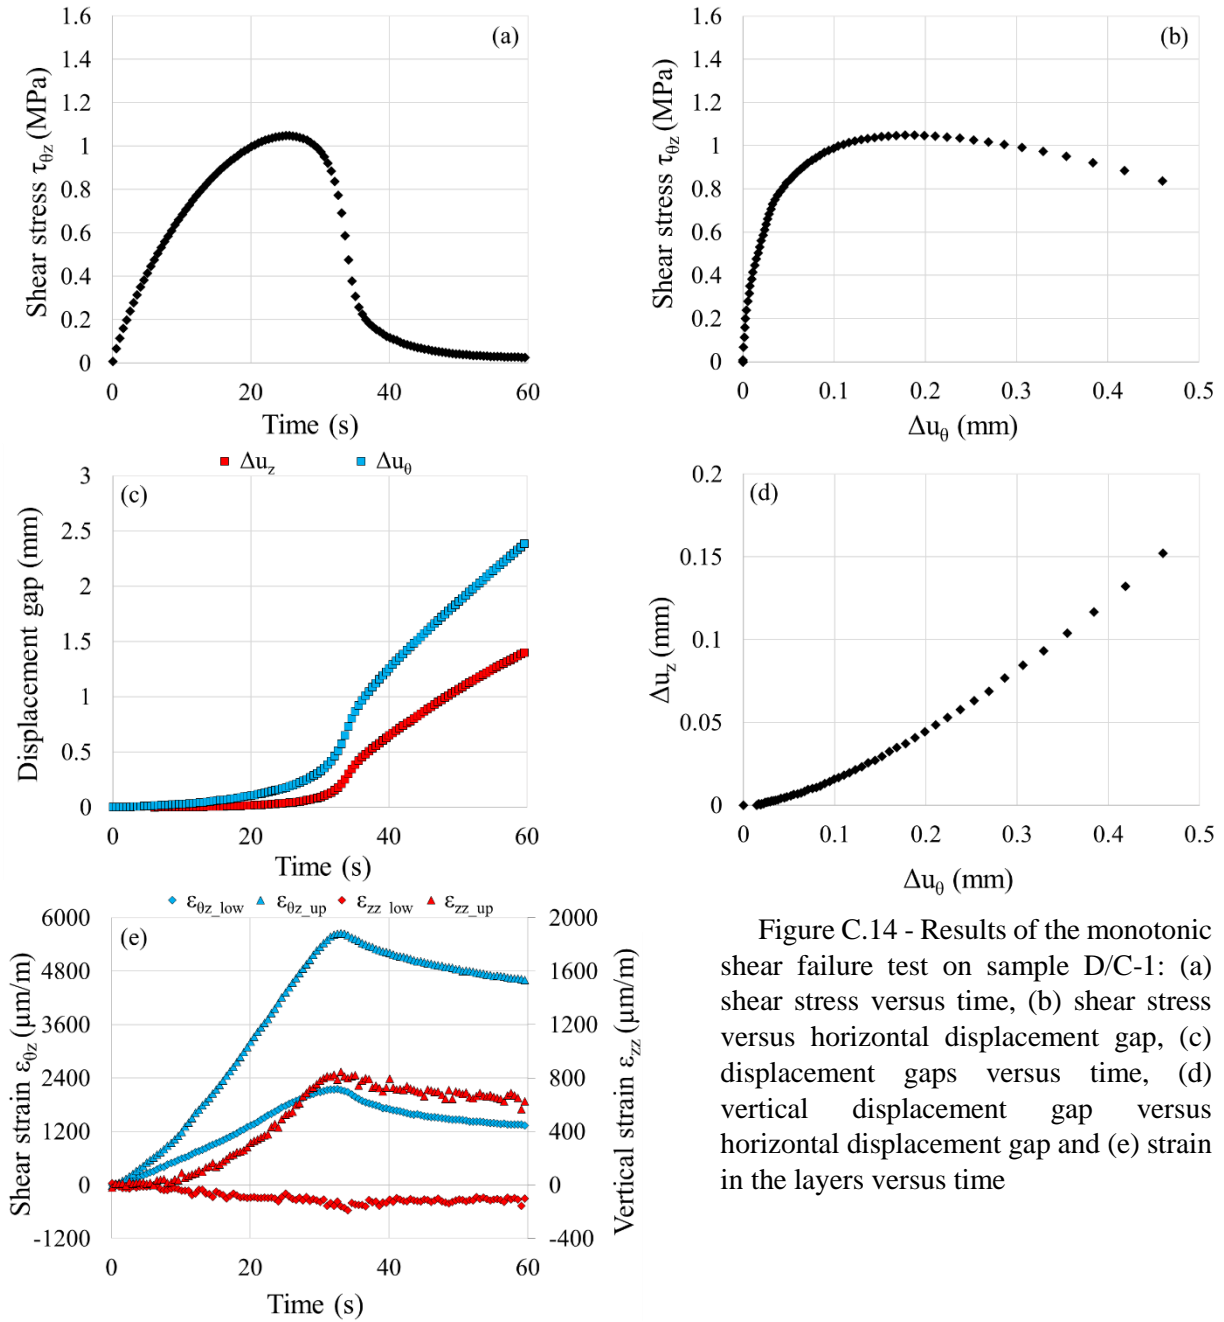 (a)
Shear stress τθz (MPa)
1.6
1.4
1.2
1
0.8
0.6
0.4
0.2
0
0
20
40
60
Time (s)
(b)
Shear stress τθz (MPa)
1.6
1.4
1.2
1
0.8
0.6
0.4
0.2
0
0
0.1
0.2
0.3
0.4
0.5
Δuθ (mm)
Δuz
Δuθ
(c)
Displacement gap (mm)
3
2.5
2
1.5
1
0.5
0
0
20
40
60
Time (s)
(d)
Δuz (mm)
0.2
0.15
0.1
0.05
0
0
0.1
0.2
0.3
0.4
0.5
Δuθ (mm)
εθz_low
εθz_up
εzz_low
εzz_up
(e)
Shear strain εθz (μm/m)
6000
4800
3600
2400
1200
0
-1200
Vertical strain εzz (μm/m)
2000
1600
1200
800
400
0
-400
0
20
40
60
Time (s)
Figure C.14 - Results of the monotonic
shear failure test on sample D/C-1: (a)
shear stress versus time, (b) shear stress
versus horizontal displacement gap, (c)
displacement gaps versus time, (d)
vertical displacement gap versus
horizontal displacement gap and (e) strain
in the layers versus time